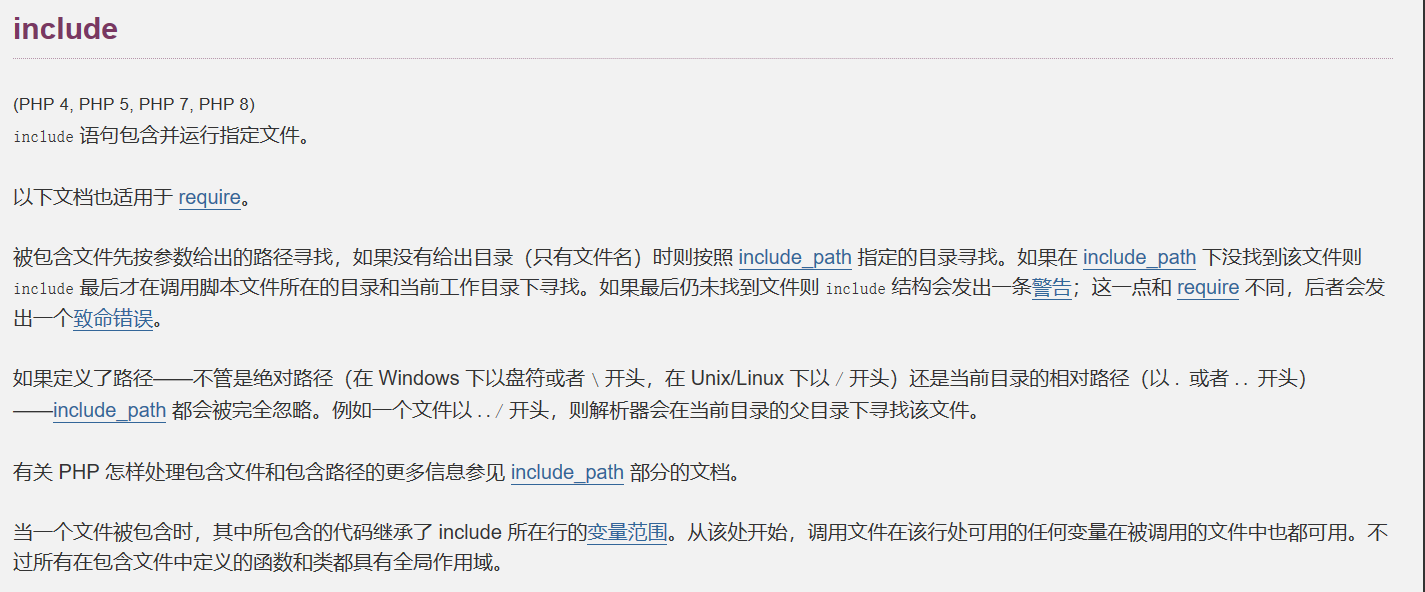 include
(PHP 4, PHP 5, PHP 7, PHP 8)
include 语句包含并运行指定文件。
以下文档也适用于 require。
被包含文件先按参数给出的路径寻找，如果没有给出目录（只有文件名）时则按照 include_path 指定的目录寻找。如果在 include_path 下没找到该文件则
include 最后才在调用脚本文件所在的目录和当前工作目录下寻找。如果最后仍未找到文件则 include 结构会发出一条警告；这一点和 require 不同，后者会发
出一个致命错误。
如果定义了路径——不管是绝对路径（在 Windows 下以盘符或者 \ 开头，在 Unix/Linux 下以 / 开头）还是当前目录的相对路径（以 . 或者 .. 开头）
——include_path 都会被完全忽略。例如一个文件以 ../ 开头，则解析器会在当前目录的父目录下寻找该文件。
有关 PHP 怎样处理包含文件和包含路径的更多信息参见 include_path 部分的文档。
当一个文件被包含时，其中所包含的代码继承了 include 所在行的变量范围。从该处开始，调用文件在该行处可用的任何变量在被调用的文件中也都可用。不
过所有在包含文件中定义的函数和类都具有全局作用域。